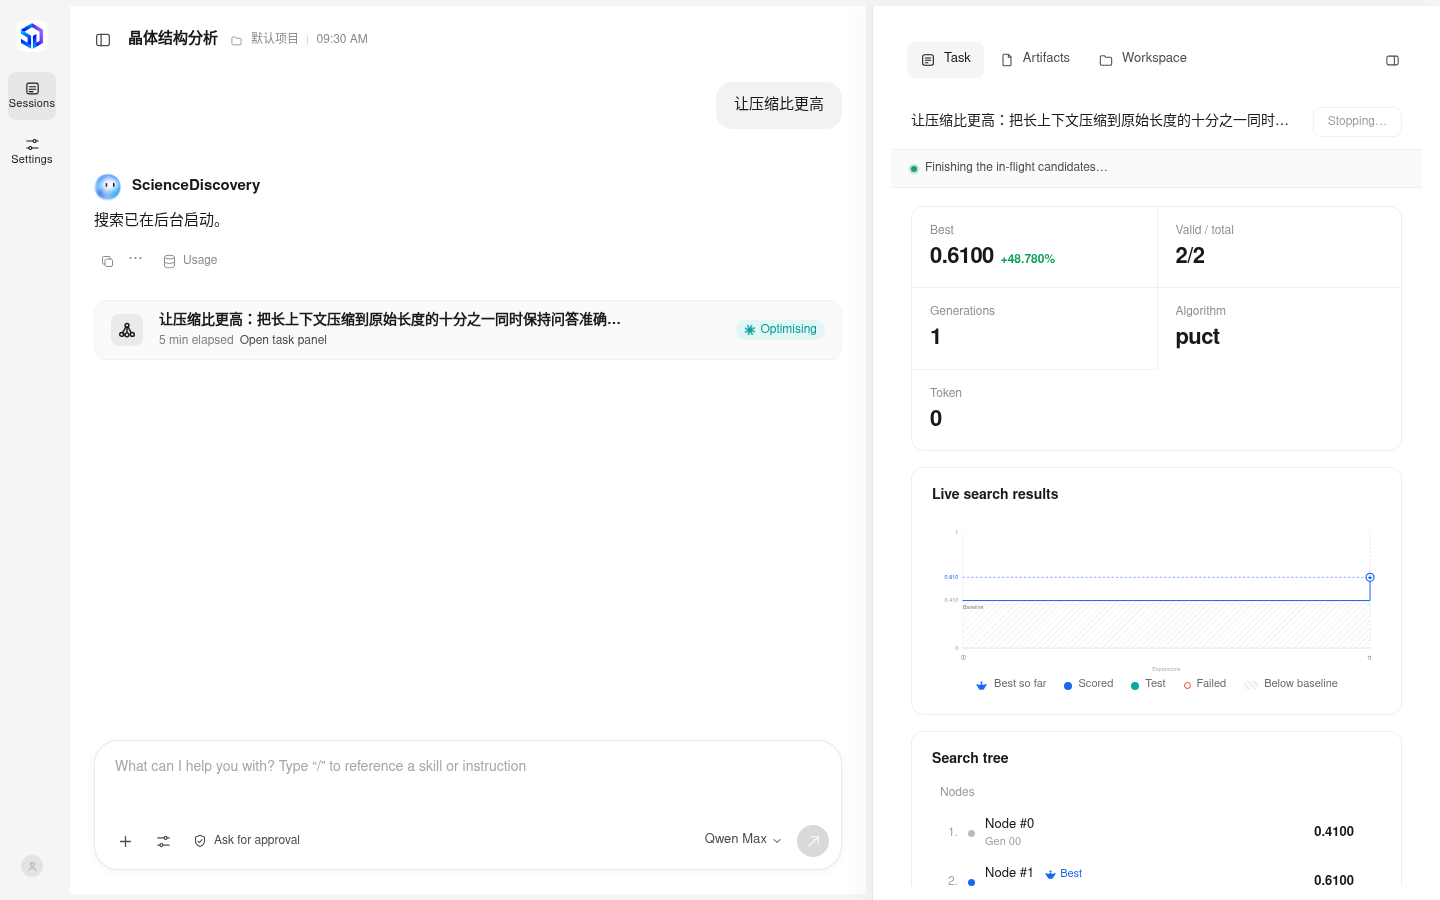 Sessions
Settings
晶体结构分析
默认项目
09:30 AM
让压缩比更高
ScienceDiscovery
搜索已在后台启动。
Usage
让压缩比更高：把长上下文压缩到原始长度的十分之一同时保持问答准确...
5 min elapsed Open task panel
Optimising
What can I help you with? Type “/” to reference a skill or instruction
Ask for approval
Qwen Max
Task
Artifacts
Workspace
让压缩比更高：把长上下文压缩到原始长度的十分之一同时...
Stopping...
Finishing the in-flight candidates...
Best
0.6100 +48.780%
Valid / total
2/2
Generations
1
Algorithm
puct
Token
0
Live search results
1
0.610
0.410
Baseline
0
Expansions
Best so far
Scored
Test
Failed
Below baseline
Search tree
Nodes
1. Node #0 0.4100
Gen 00
2. Node #1 Best 0.6100